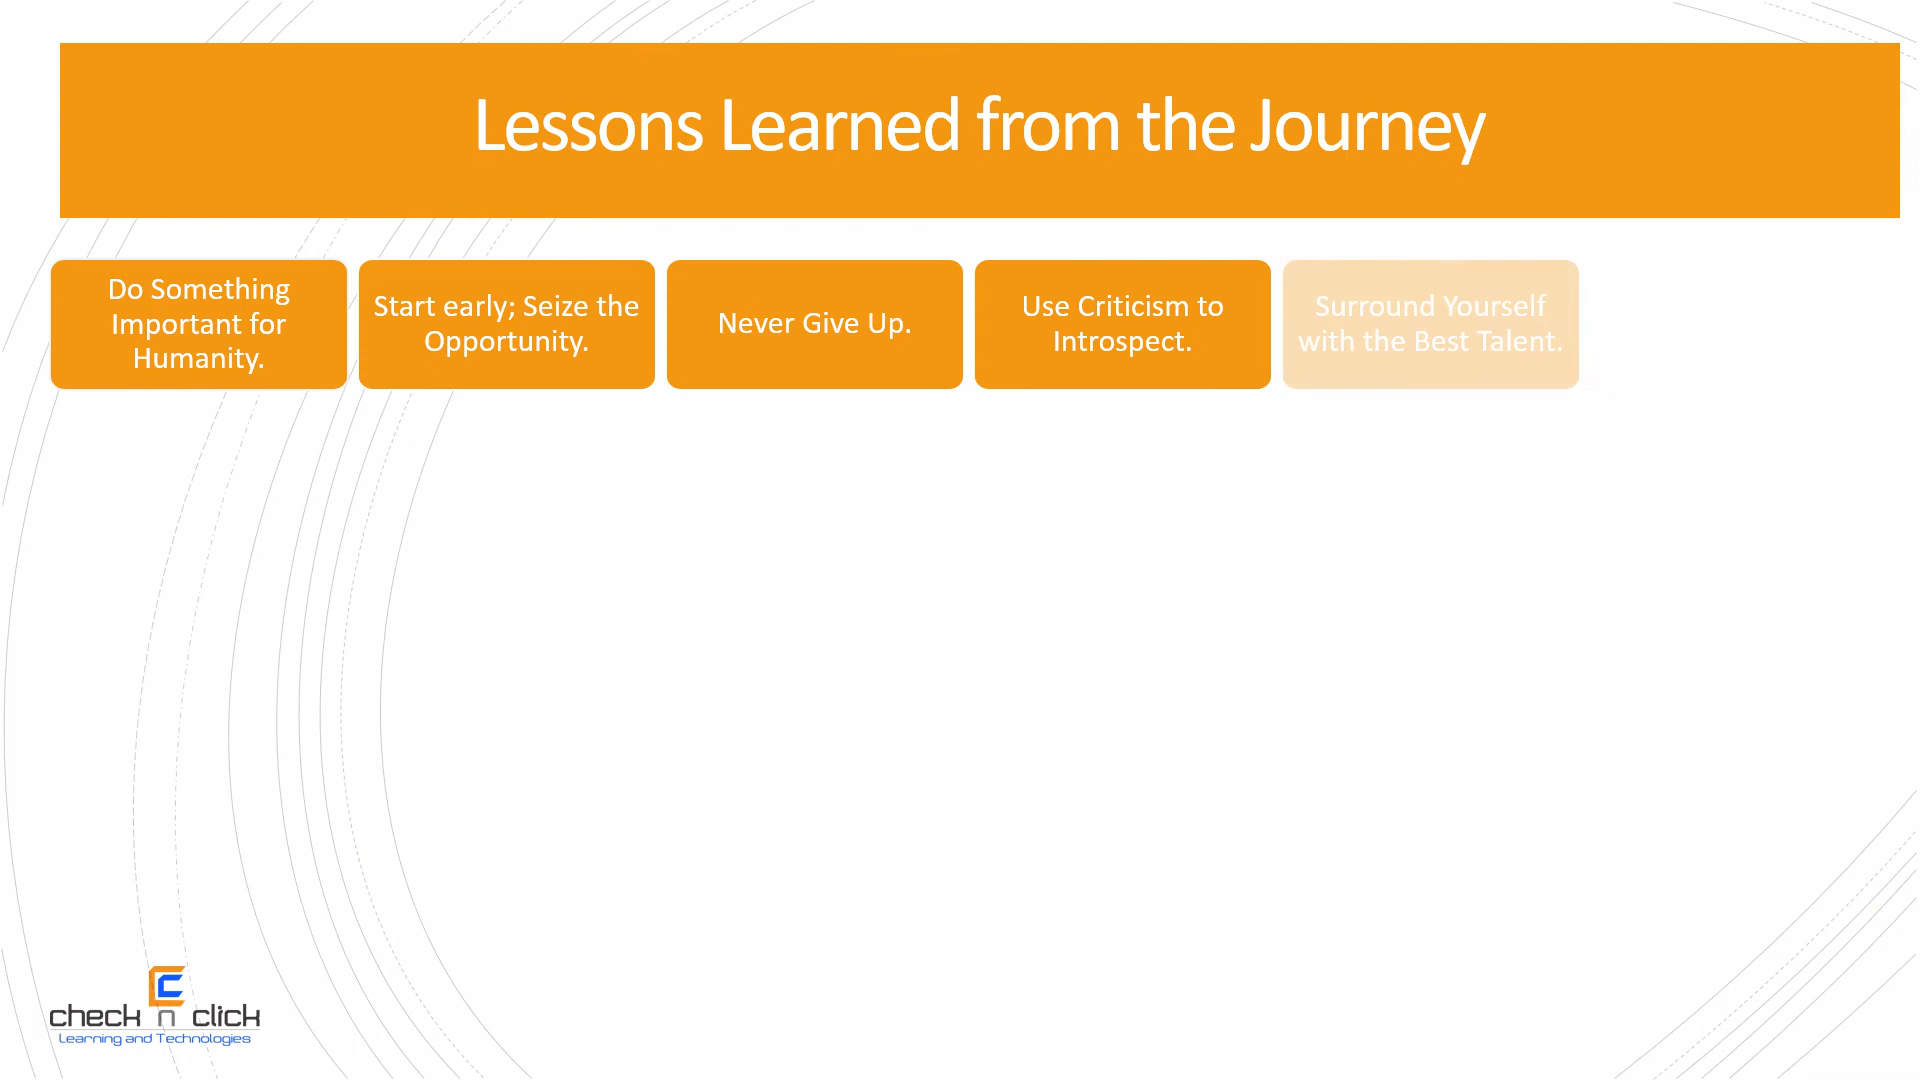 Lessons Learned from the Journey
Do Something
Important for
Humanity.
Start early; Seize the
Opportunity.
Never Give Up.
Use Criticism to
Introspect.
Surround Yourself
with the Best Talent.
check n click
Learning and Technologies